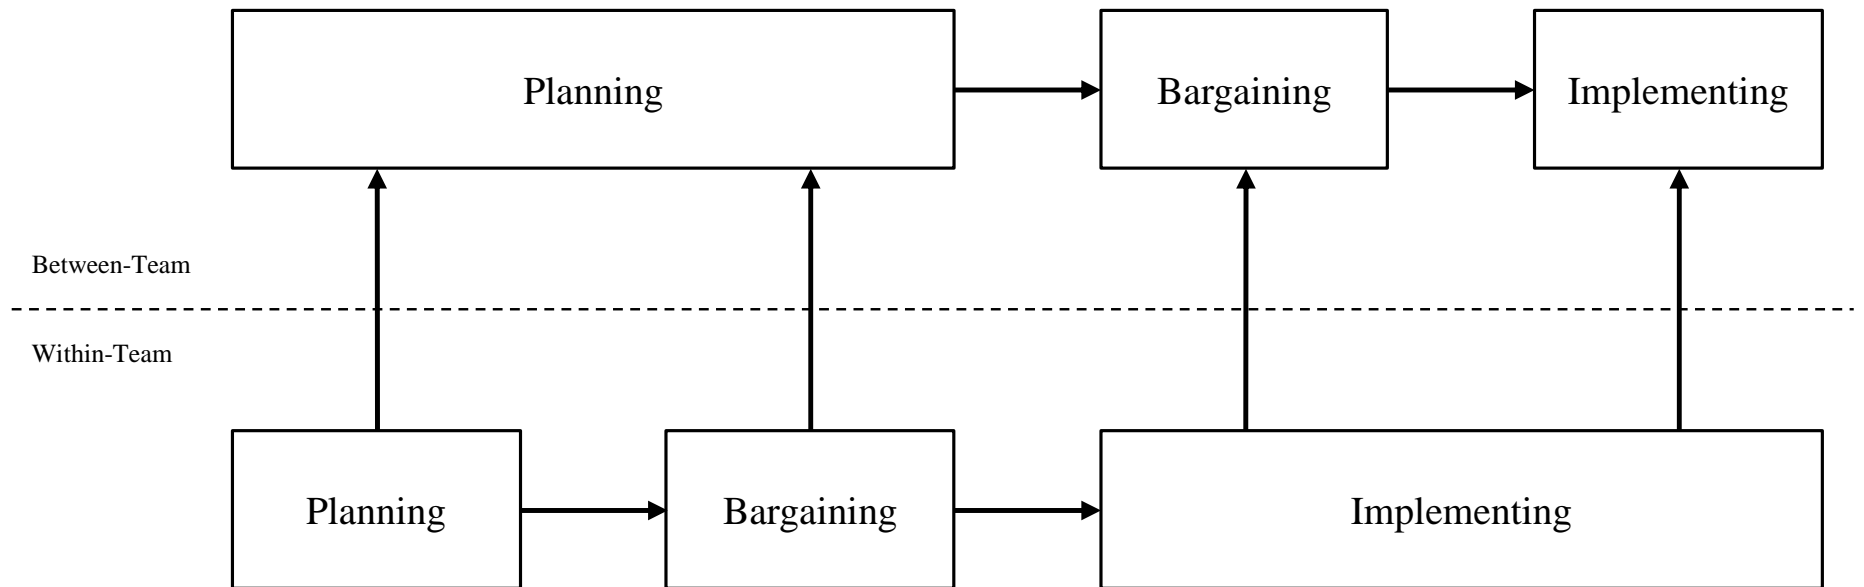 Planning
Bargaining
Implementing
Between-Team
Within-Team
Planning
Bargaining
Implementing